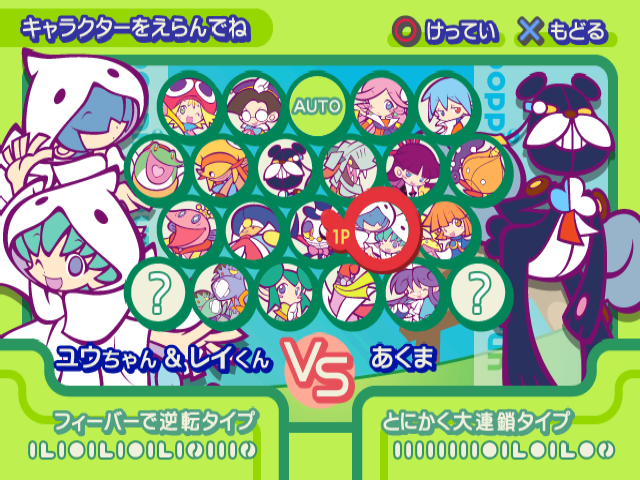 キャラクターをえらんでね
けってい
もどる
POPP
AUTO
1P
?
?
un
ユウちゃん & レイくん
VS
あくま
フィーバーで逆転タイプ
とにかく大連鎖タイプ